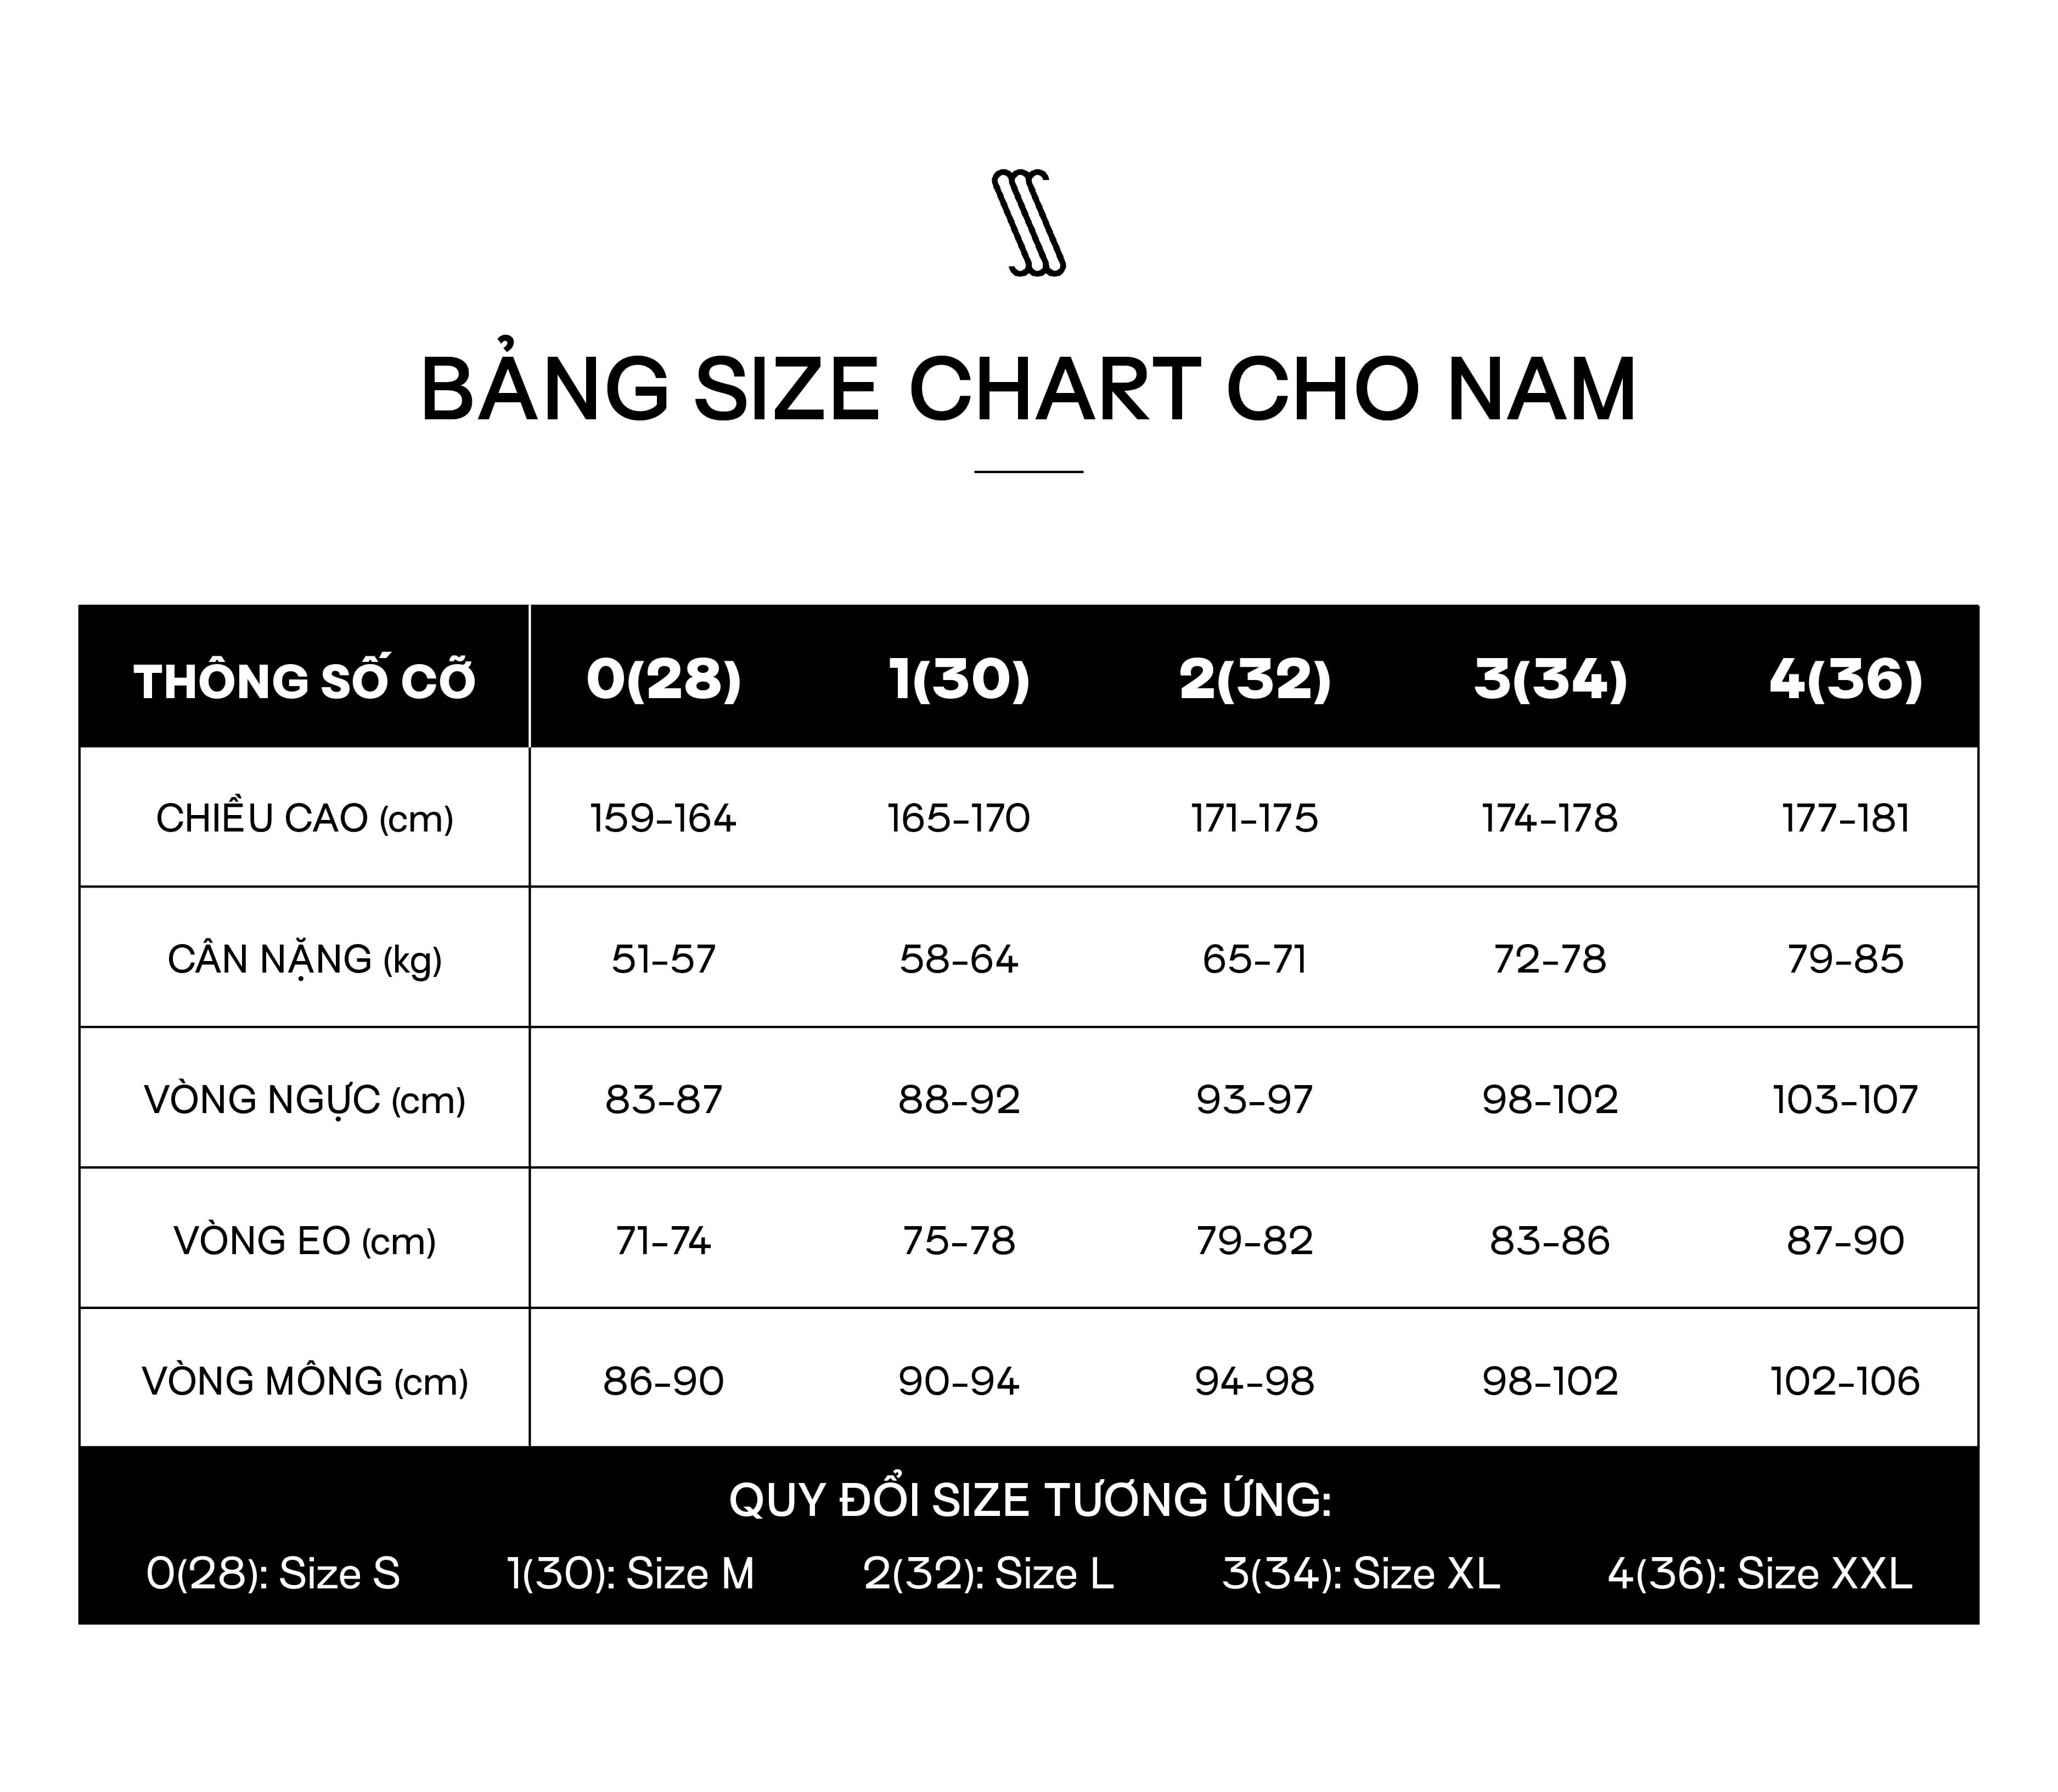 BẢNG SIZE CHART CHO NAM
THÔNG SỐ CỠ 0(28) 1(30) 2(32) 3(34) 4(36)
CHIỀU CAO (cm) 159-164 165-170 171-175 174-178 177-181
CÂN NẶNG (kg) 51-57 58-64 65-71 72-78 79-85
VÒNG NGỰC (cm) 83-87 88-92 93-97 98-102 103-107
VÒNG EO (cm) 71-74 75-78 79-82 83-86 87-90
VÒNG MÔNG (cm) 86-90 90-94 94-98 98-102 102-106
QUY ĐỔI SIZE TƯƠNG ỨNG:
0(28): Size S 1(30): Size M 2(32): Size L 3(34): Size XL 4(36): Size XXL